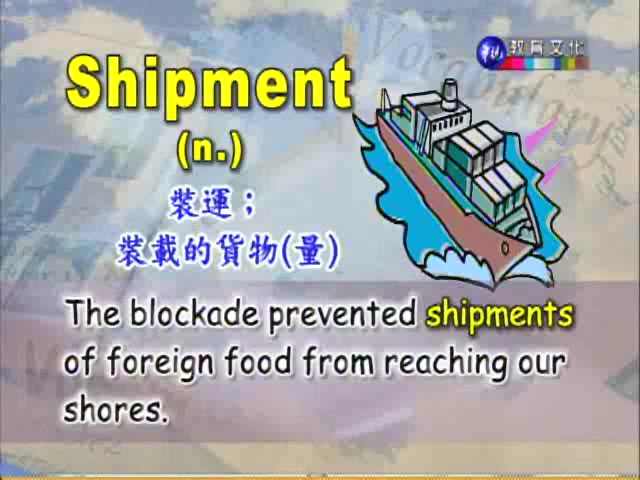 教育文化
Vocabulary
Shipment
(n.)
裝運；
裝載的貨物(量)
The blockade prevented shipments
of foreign food from reaching our
shores.